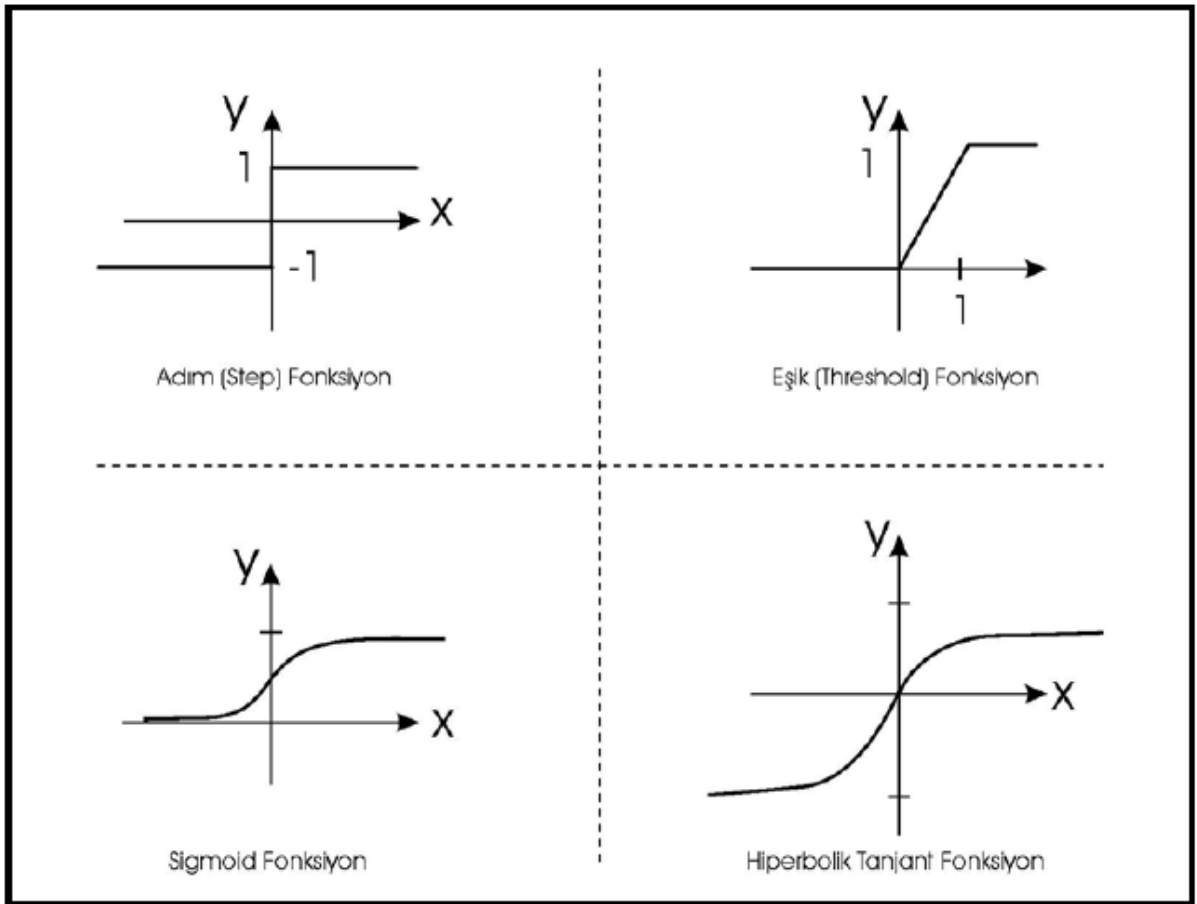 y
1
X
-1
Adım (Step) Fonksiyon
y
1
1
Eşik (Threshold) Fonksiyon
y
X
Sigmoid Fonksiyon
y
X
Hiperbolik Tanjant Fonksiyon